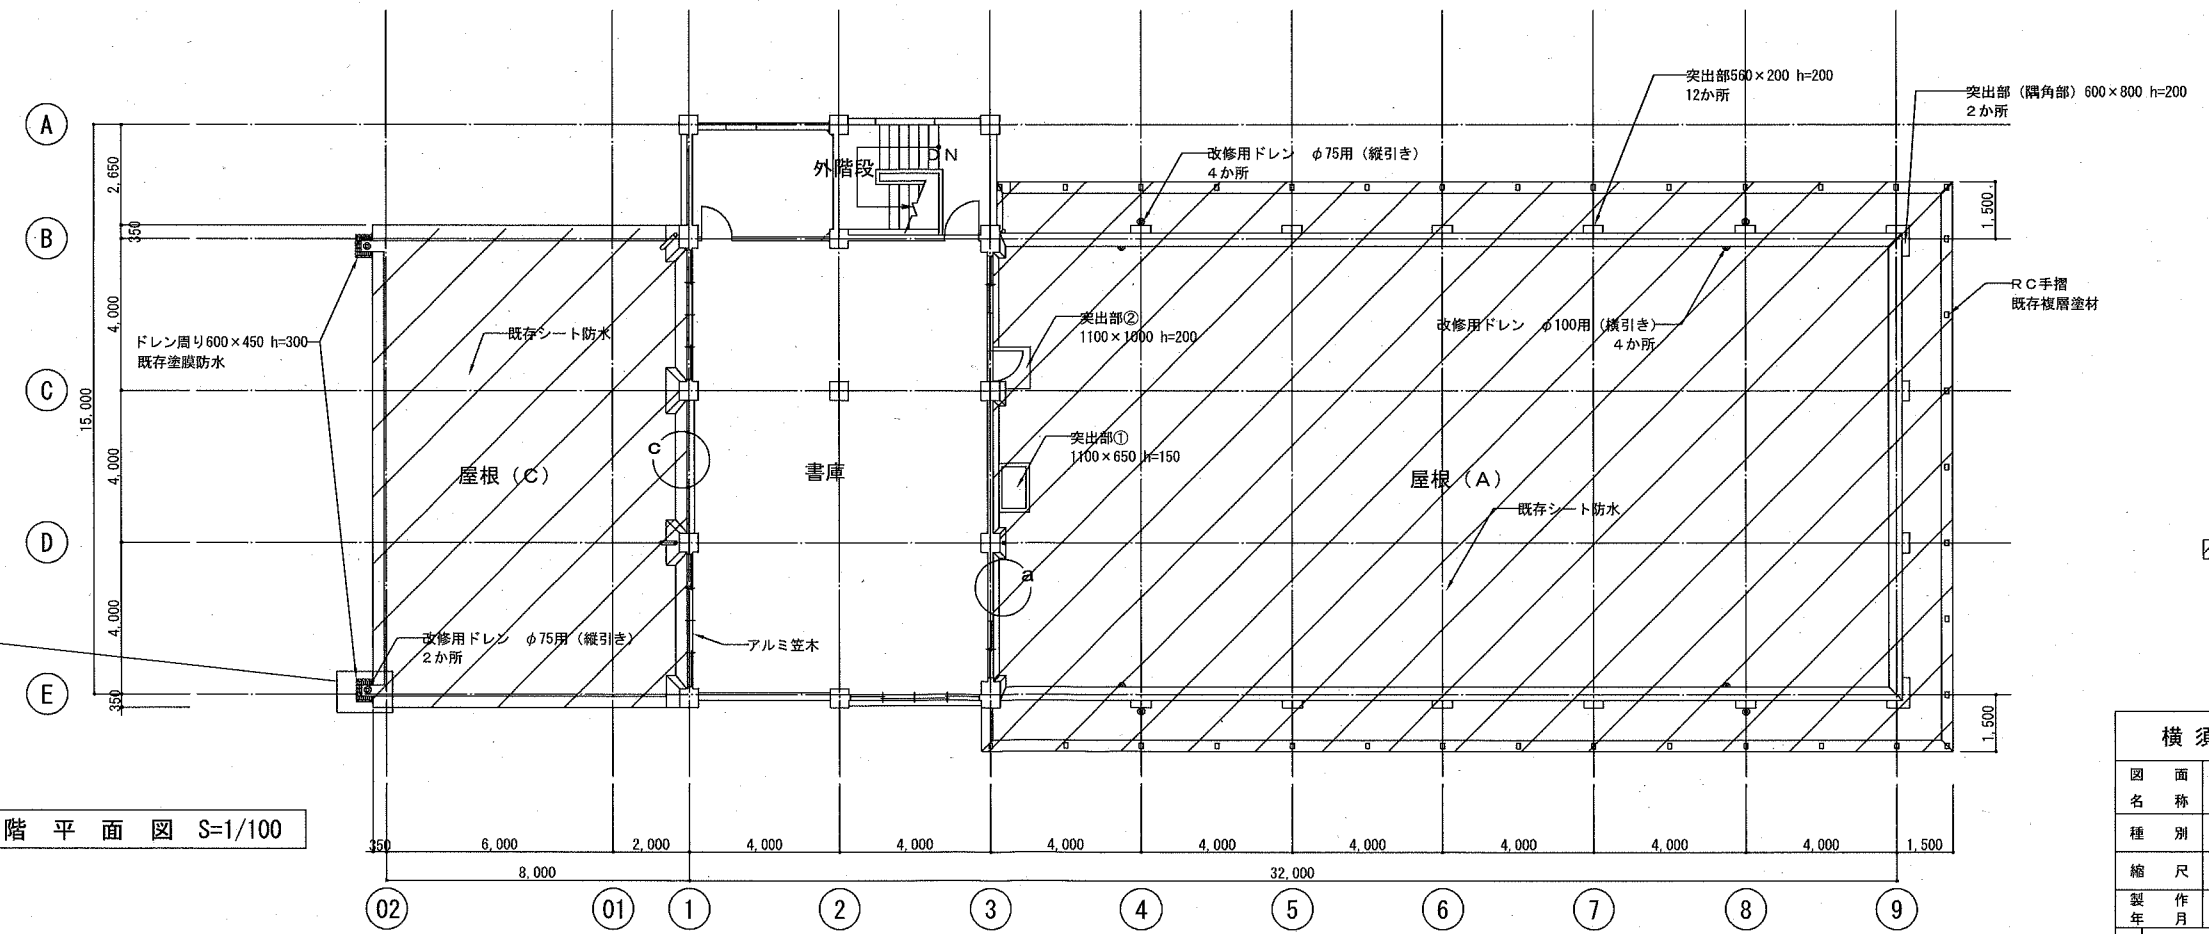 突出部560×200 h=200
12か所
突出部（隅角部）600×800 h=200
2か所
改修用ドレン φ75用（縦引き）
4か所
外階段
DN
A
B
C
D
E
2,650
350
4,000
15,000
4,000
4,000
350
1,500
1,500
ドレン周り600×450 h=300
既存塗膜防水
既存シート防水
突出部②
1100×1000 h=200
改修用ドレン φ100用（横引き）
4か所
RC手摺
既存複層塗材
突出部①
1100×650 h=150
c
屋根（C）
書庫
屋根（A）
既存シート防水
a
改修用ドレン φ75用（縦引き）
2か所
アルミ笠木
階 平 面 図 S=1/100
350
6,000
2,000
4,000
4,000
4,000
4,000
4,000
4,000
4,000
4,000
1,500
8,000
32,000
02
01
1
2
3
4
5
6
7
8
9
横 須
図 面
名 称
種 別
縮 尺
製 作
年 月